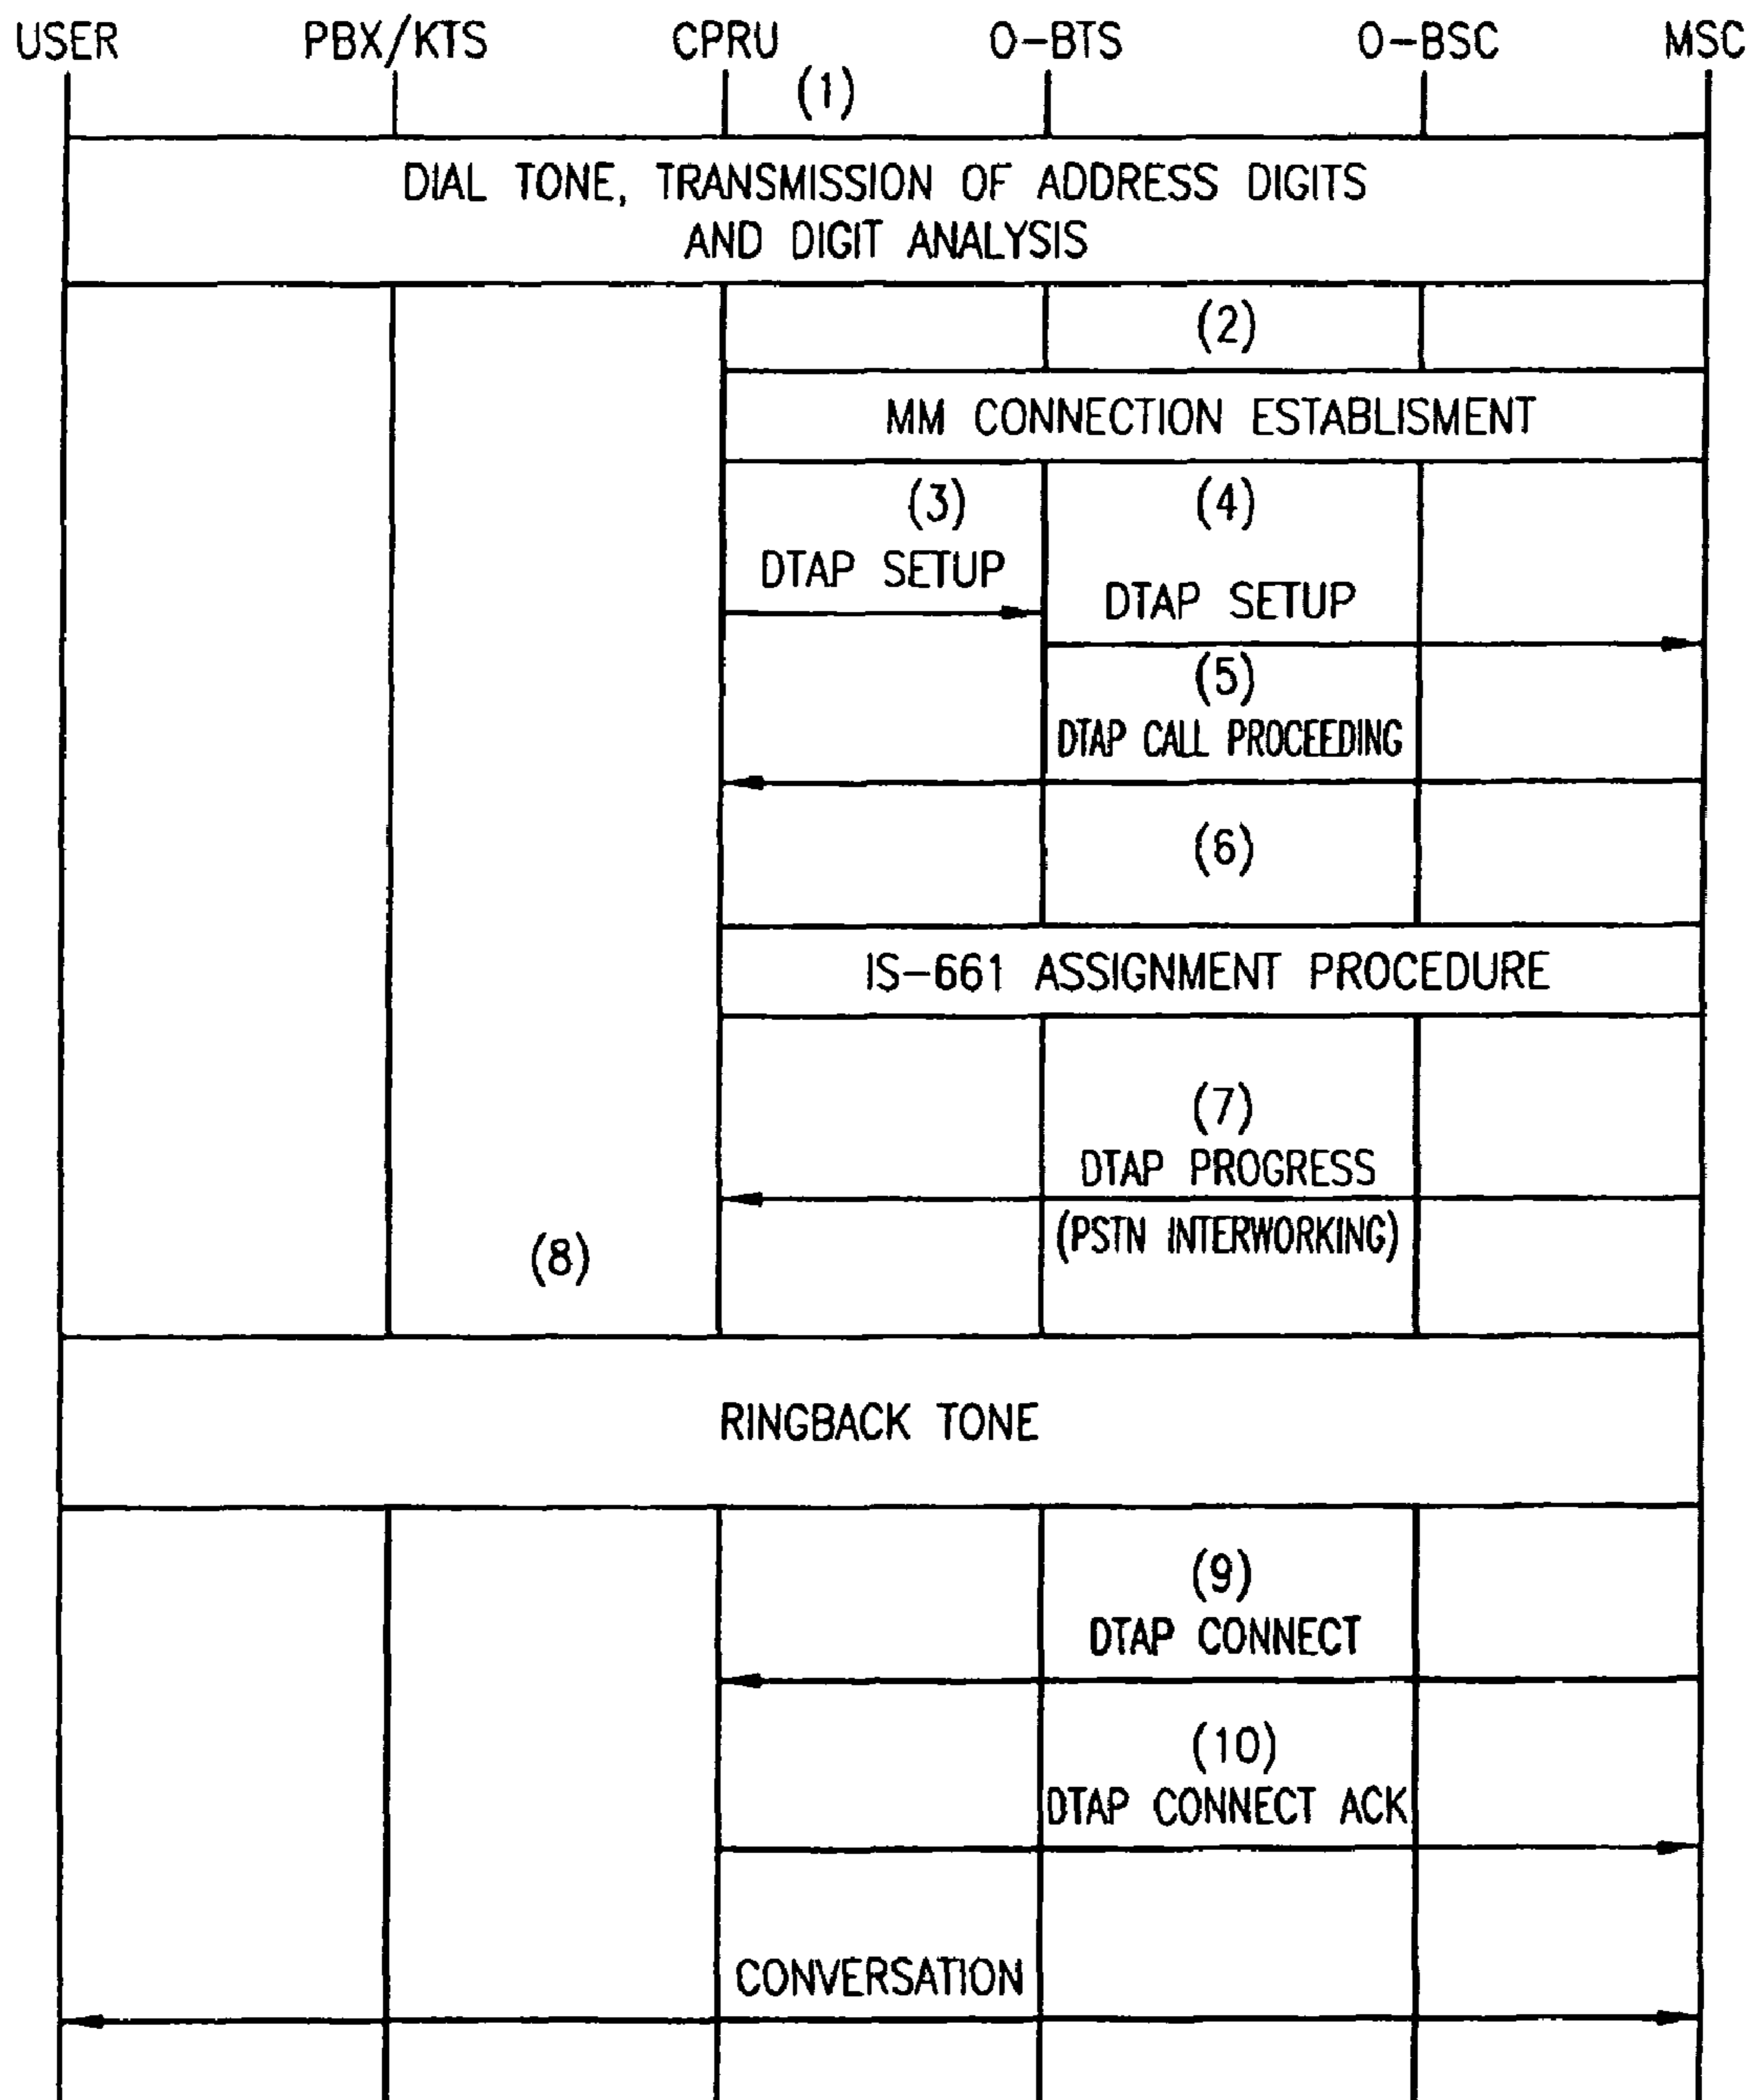 USER PBX/KTS CPRU O-BTS O-BSC MSC
(1)
DIAL TONE, TRANSMISSION OF ADDRESS DIGITS
AND DIGIT ANALYSIS
(2)
MM CONNECTION ESTABLISMENT
(3) (4)
DTAP SETUP
DTAP SETUP
(5)
DTAP CALL PROCEEDING
(6)
IS-661 ASSIGNMENT PROCEDURE
(7)
DTAP PROGRESS
(PSTN INTERWORKING)
(8)
RINGBACK TONE
(9)
DTAP CONNECT
(10)
DTAP CONNECT ACK
CONVERSATION